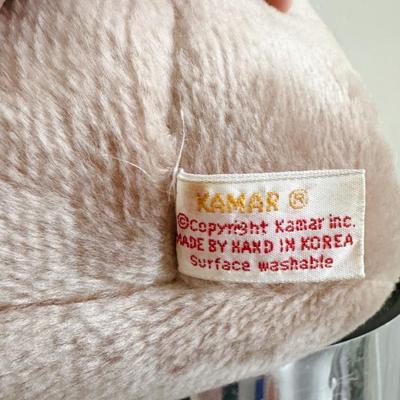 KAMAR ®
©Copyright Kamar inc.
MADE BY HAND IN KOREA
Surface washable